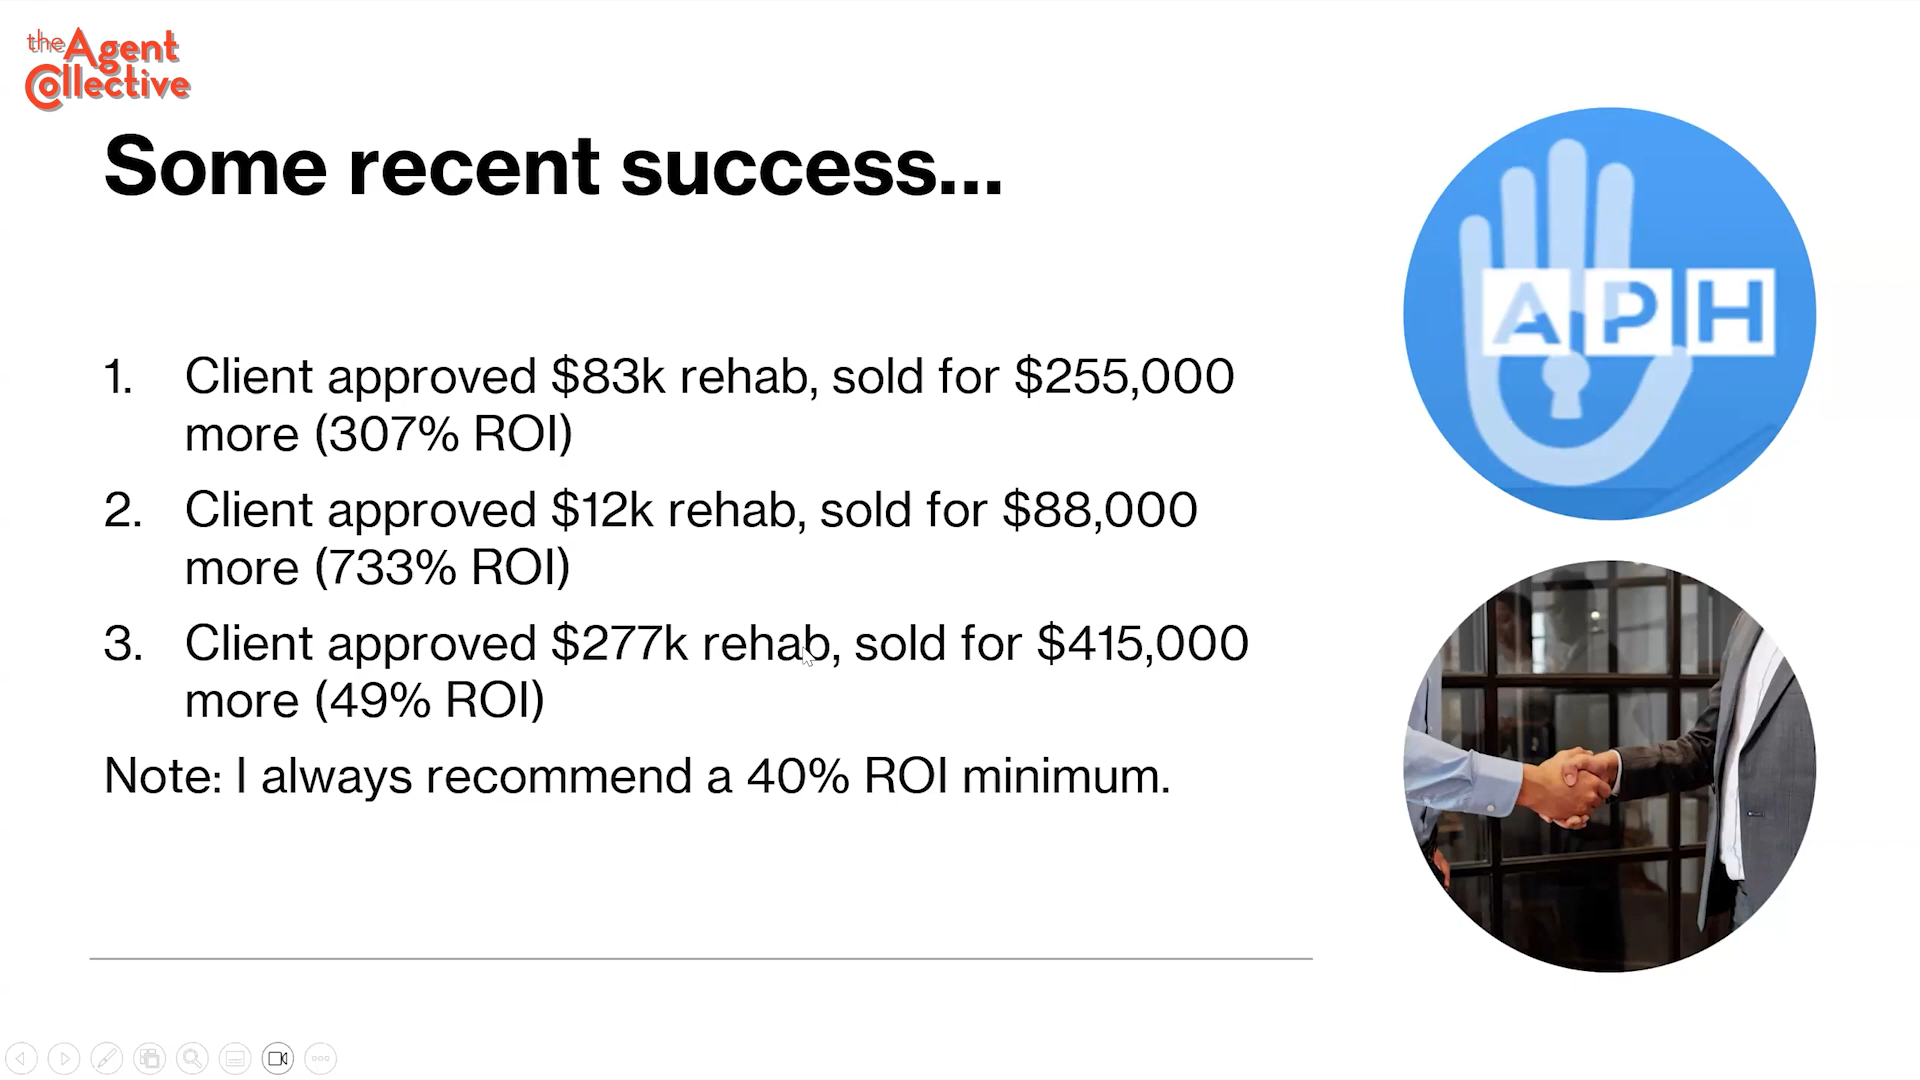 the Agent
Collective
Some recent success...
1. Client approved $83k rehab, sold for $255,000
more (307% ROI)
2. Client approved $12k rehab, sold for $88,000
more (733% ROI)
3. Client approved $277k rehab, sold for $415,000
more (49% ROI)
Note: I always recommend a 40% ROI minimum.
APH